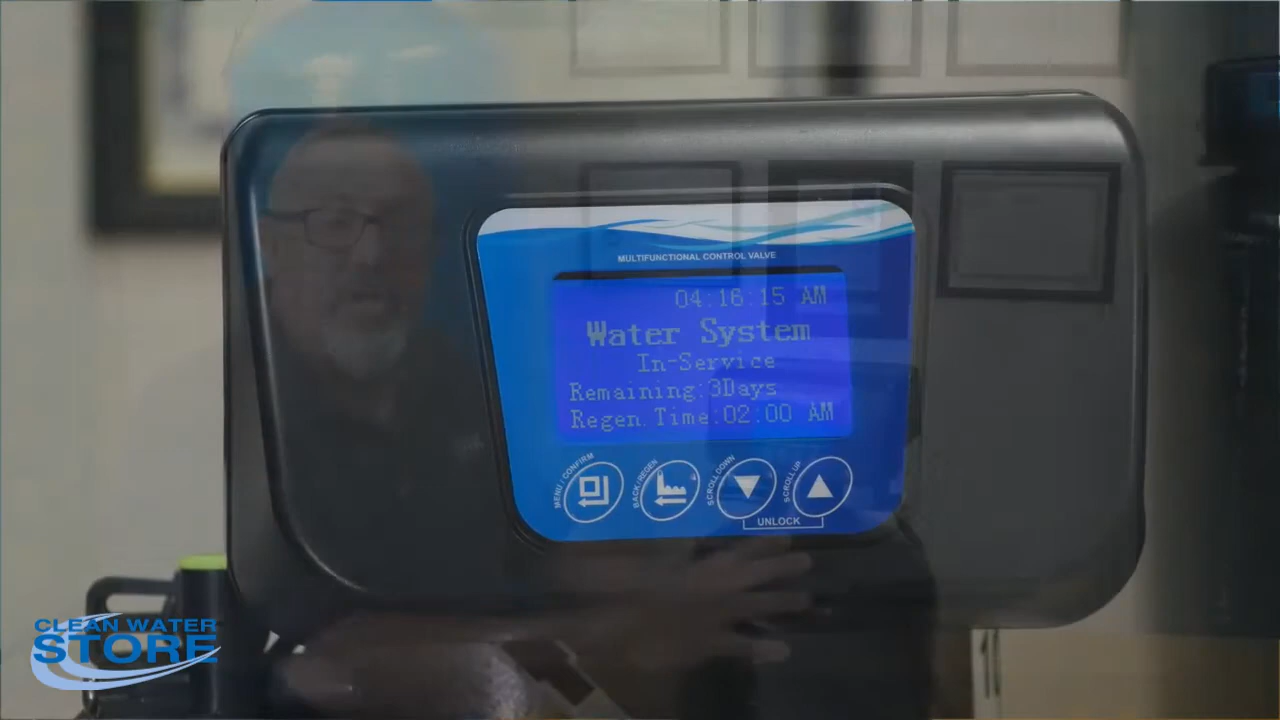 MULTIFUNCTIONAL CONTROL VALVE
04:16:15 AM
Water System
In-Service
Remaining:3Days
Regen.Time:02:00 AM
MENU / CONFIRM
BACK / REGEN
SCROLL DOWN
SCROLL UP
UNLOCK
CLEAN WATER
STORE